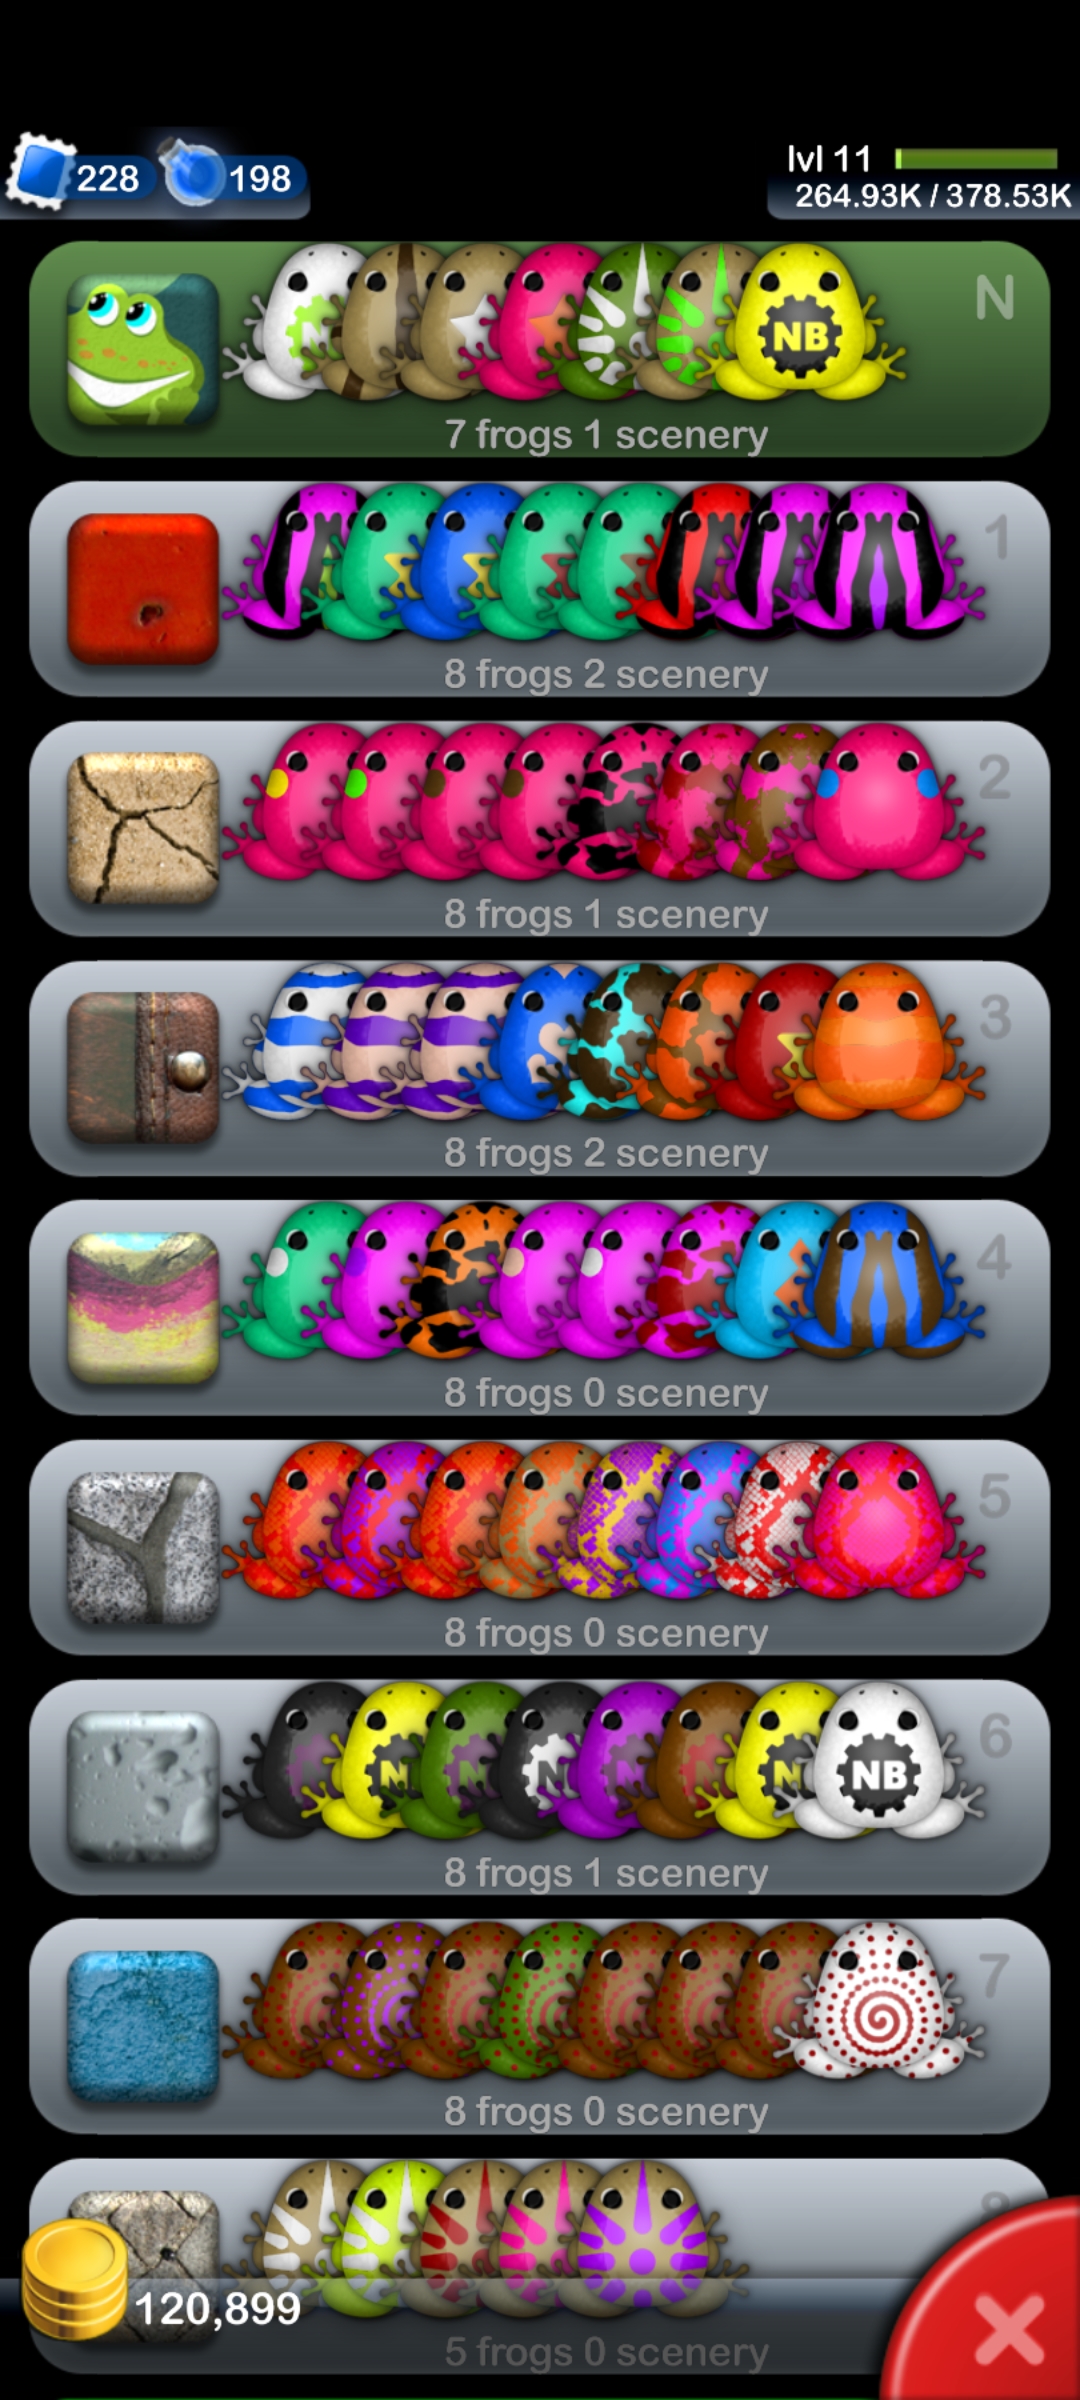 228 198
lvl 11
264.93K / 378.53K
N
NB
7 frogs 1 scenery
1
8 frogs 2 scenery
2
8 frogs 1 scenery
3
8 frogs 2 scenery
4
8 frogs 0 scenery
5
8 frogs 0 scenery
6
NB
8 frogs 1 scenery
7
8 frogs 0 scenery
120,899
5 frogs 0 scenery